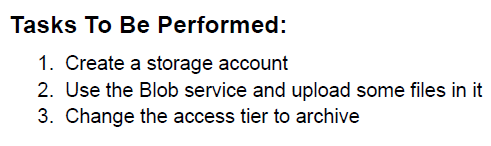 Tasks To Be Performed:
1. Create a storage account
2. Use the Blob service and upload some files in it
3. Change the access tier to archive